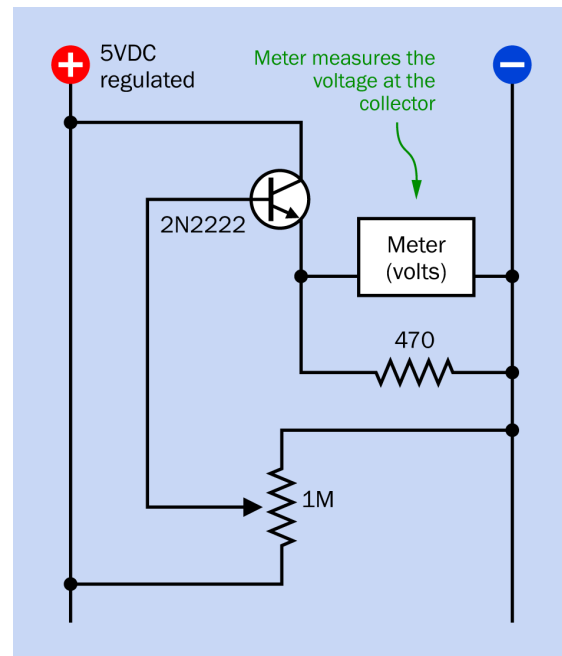 +
5VDC
regulated
Meter measures the
voltage at the
collector
−
2N2222
Meter
(volts)
470
1M